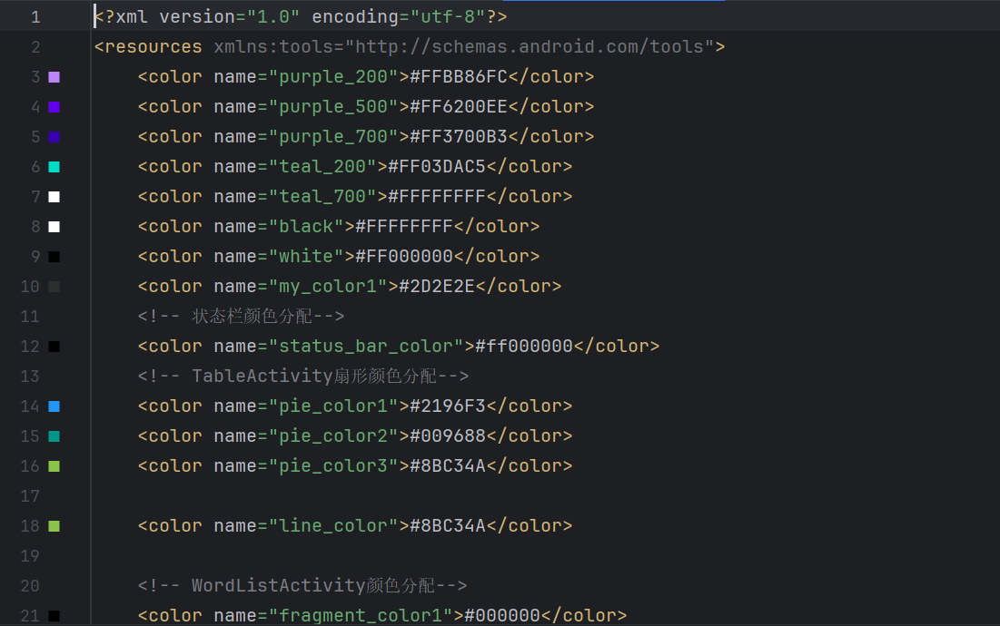 1 <?xml version="1.0" encoding="utf-8"?>
2 <resources xmlns:tools="http://schemas.android.com/tools">
3 <color name="purple_200">#FFBB86FC</color>
4 <color name="purple_500">#FF6200EE</color>
5 <color name="purple_700">#FF3700B3</color>
6 <color name="teal_200">#FF03DAC5</color>
7 <color name="teal_700">#FFFFFFFF</color>
8 <color name="black">#FFFFFFFF</color>
9 <color name="white">#FF000000</color>
10 <color name="my_color1">#2D2E2E</color>
11 <!-- 状态栏颜色分配-->
12 <color name="status_bar_color">#ff000000</color>
13 <!-- TableActivity扇形颜色分配-->
14 <color name="pie_color1">#2196F3</color>
15 <color name="pie_color2">#009688</color>
16 <color name="pie_color3">#8BC34A</color>
17
18 <color name="line_color">#8BC34A</color>
19
20 <!-- WordListActivity颜色分配-->
21 <color name="fragment_color1">#000000</color>